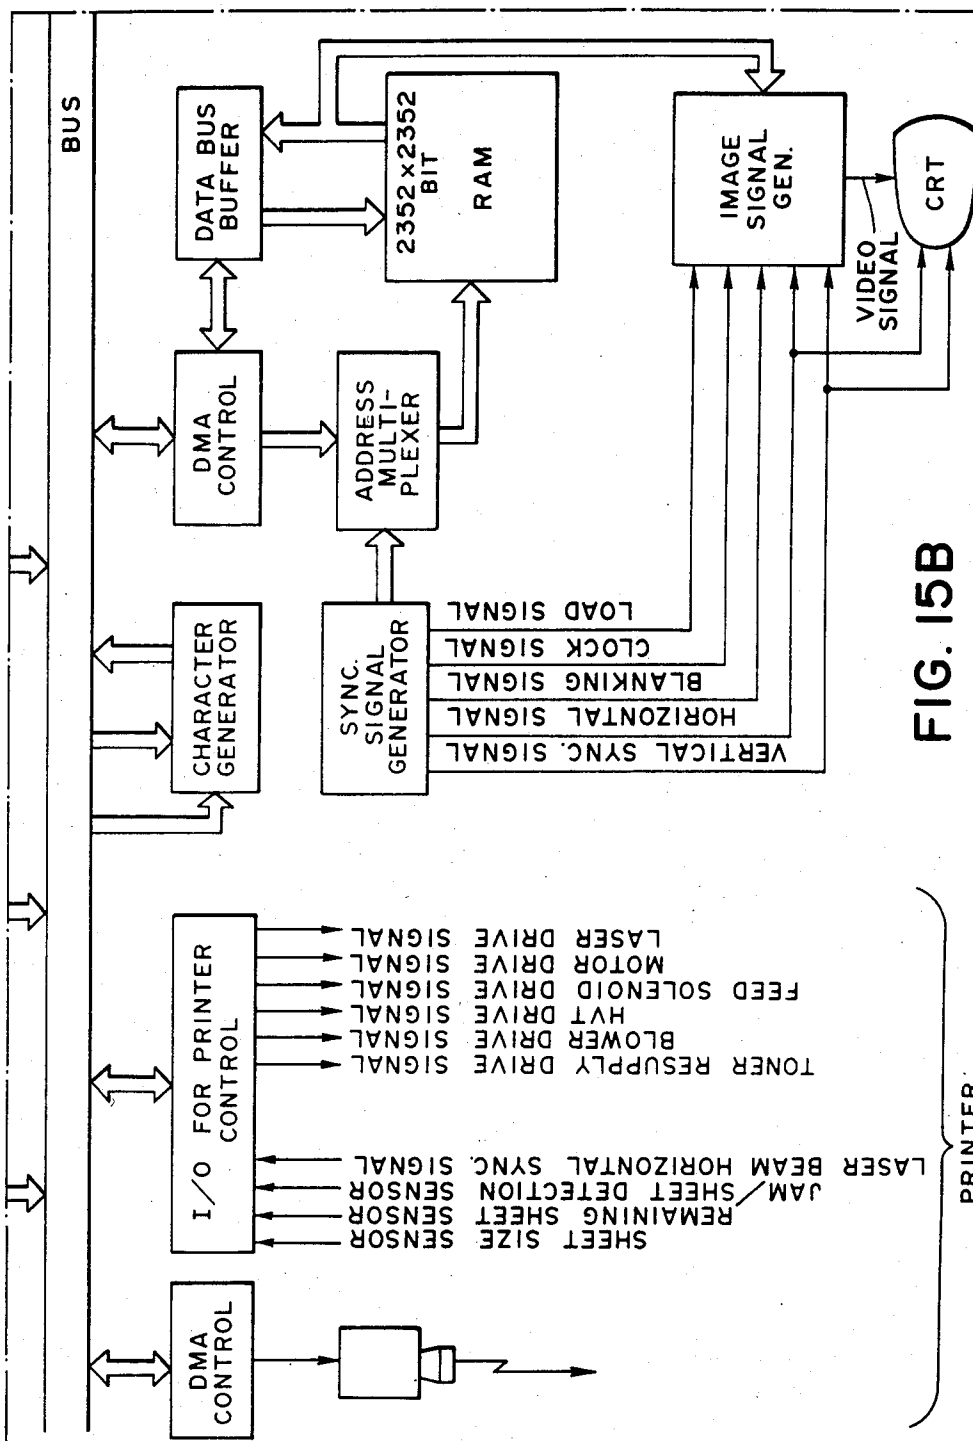 BUS
DATA BUS
BUFFER
2352 x 2352
BIT
RAM
IMAGE
SIGNAL
GEN.
VIDEO
SIGNAL
CRT
DMA
CONTROL
ADDRESS
MULTI-
PLEXER
CHARACTER
GENERATOR
SYNC.
SIGNAL
GENERATOR
LOAD SIGNAL
CLOCK SIGNAL
BLANKING SIGNAL
HORIZONTAL SIGNAL
VERTICAL SYNC. SIGNAL
I/O FOR PRINTER
CONTROL
LASER DRIVE SIGNAL
MOTOR DRIVE SIGNAL
FEED SOLENOID DRIVE SIGNAL
HVT DRIVE SIGNAL
BLOWER DRIVE SIGNAL
TONER RESUPPLY DRIVE SIGNAL
LASER BEAM HORIZONTAL SYNC. SIGNAL
JAM/SHEET DETECTION SENSOR
REMAINING SHEET SENSOR
SHEET SIZE SENSOR
DMA
CONTROL
PRINTER
FIG. 15B